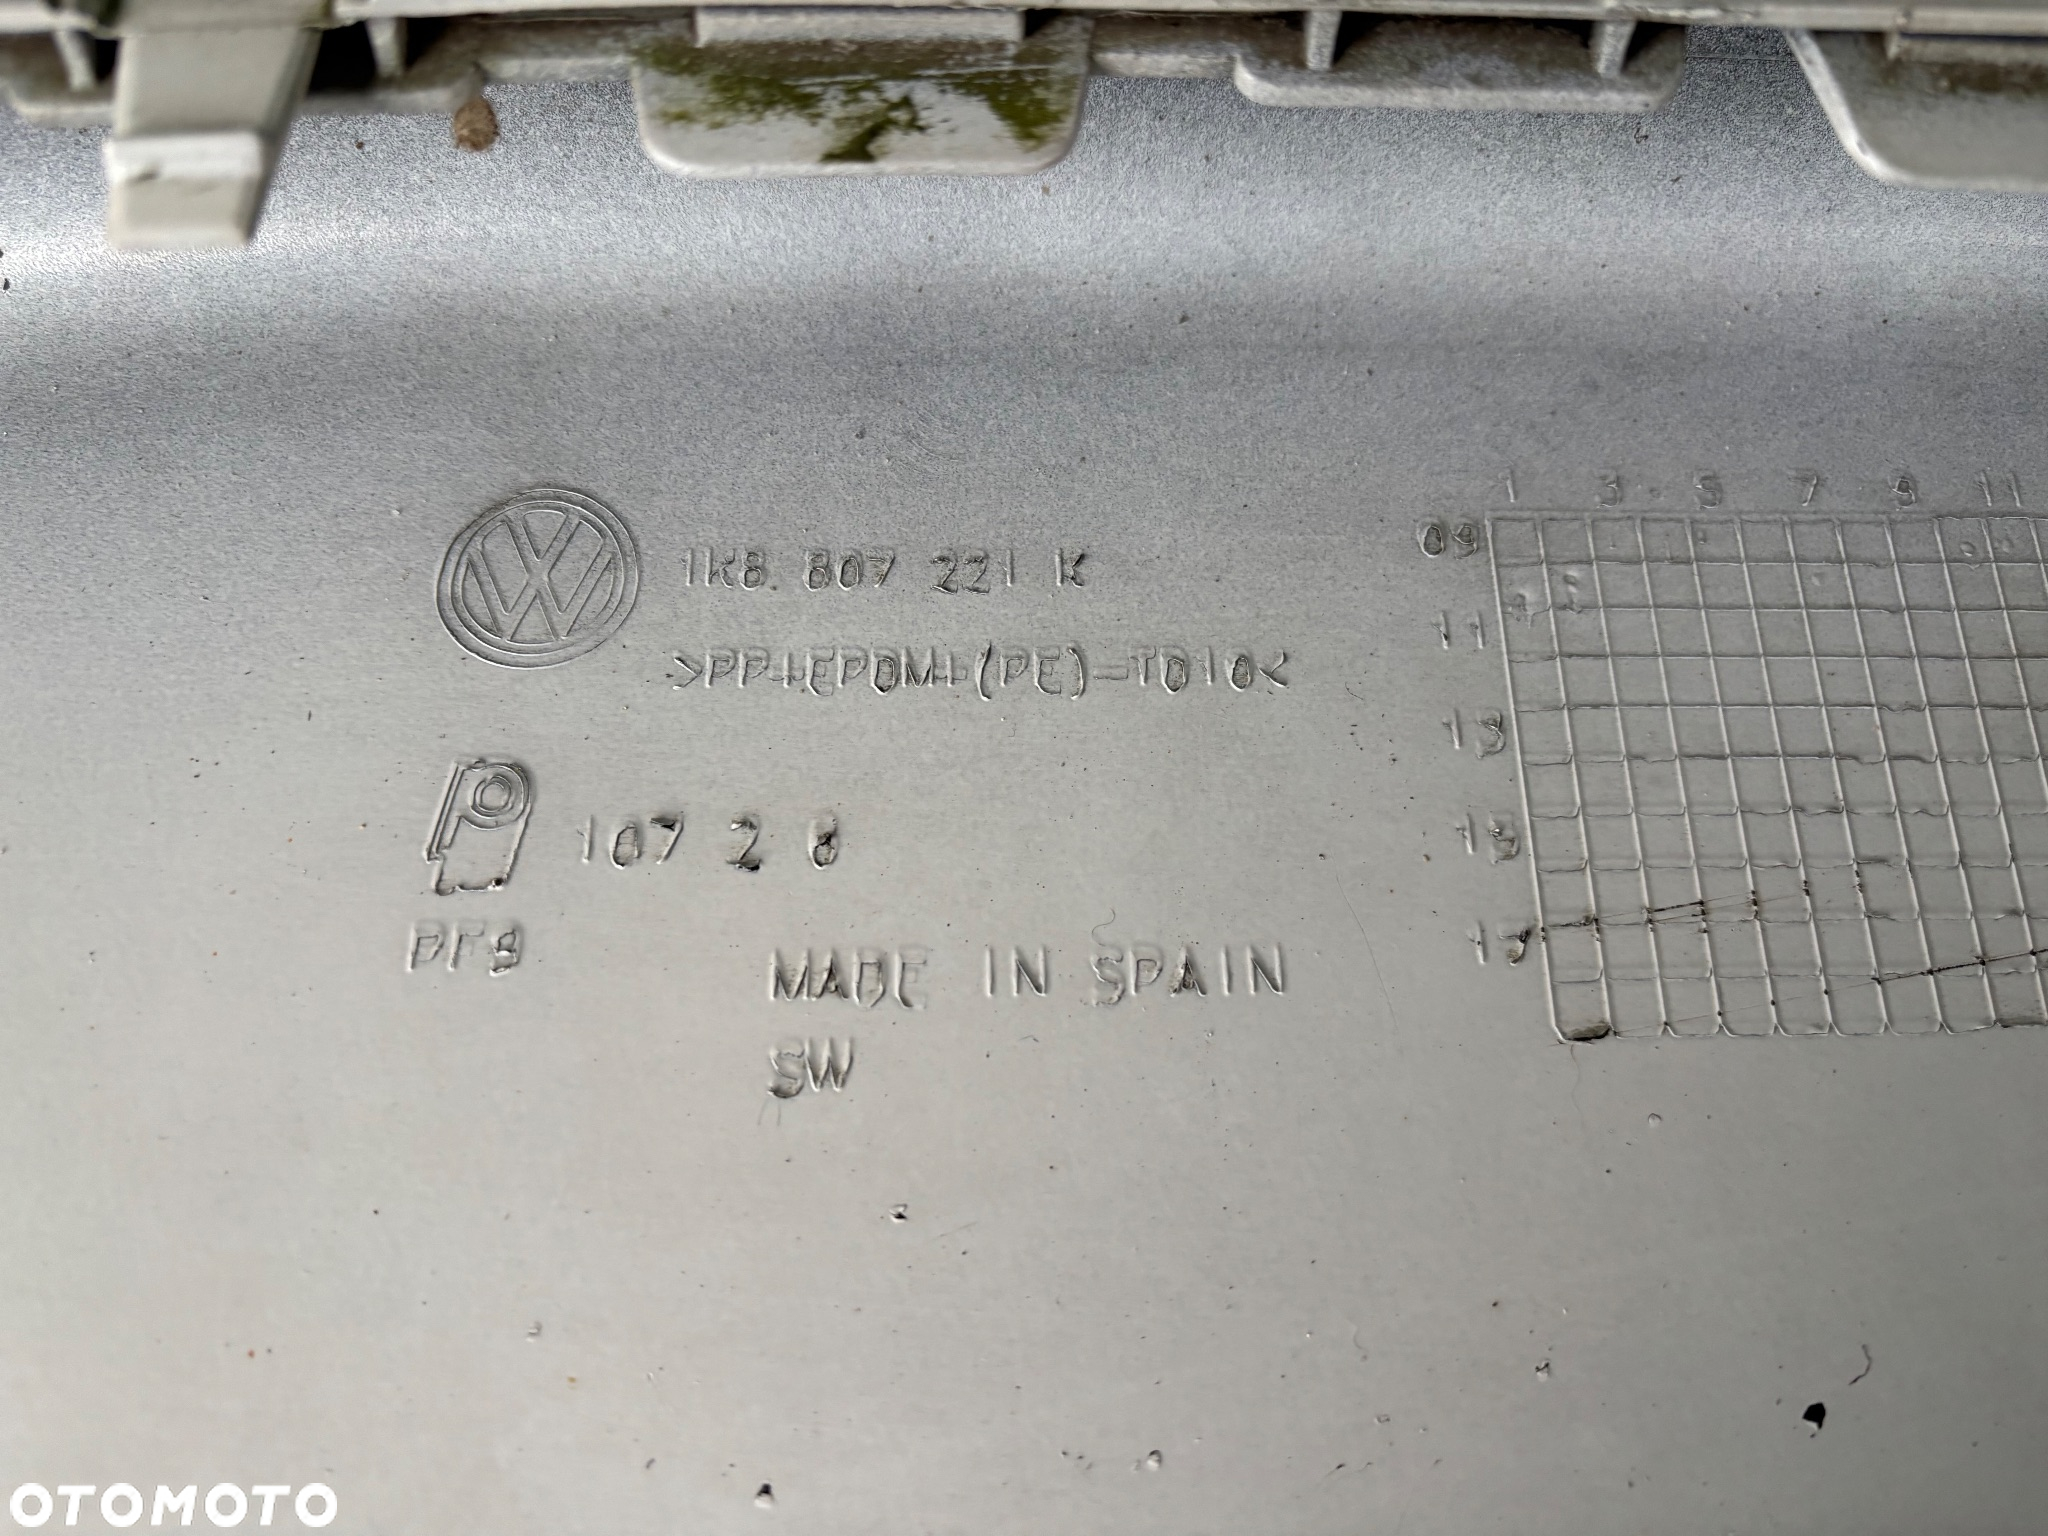 1K8 807 221 K
>PP+EPDM+(PE)-TD10<
107 2 8
PF9
MADE IN SPAIN
SW
1 3 5 7 9 11
09
11
13
15
17
OTOMOTO